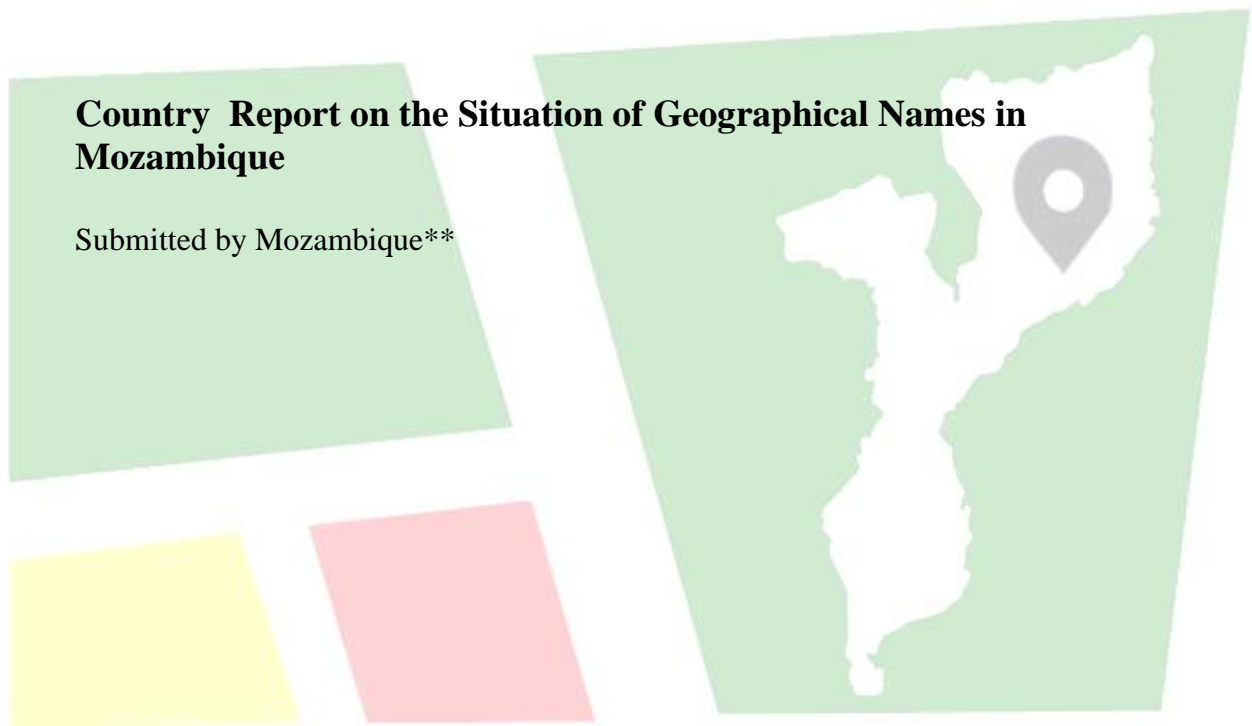 Country  Report on the Situation of Geographical Names in
Mozambique
Submitted by Mozambique**